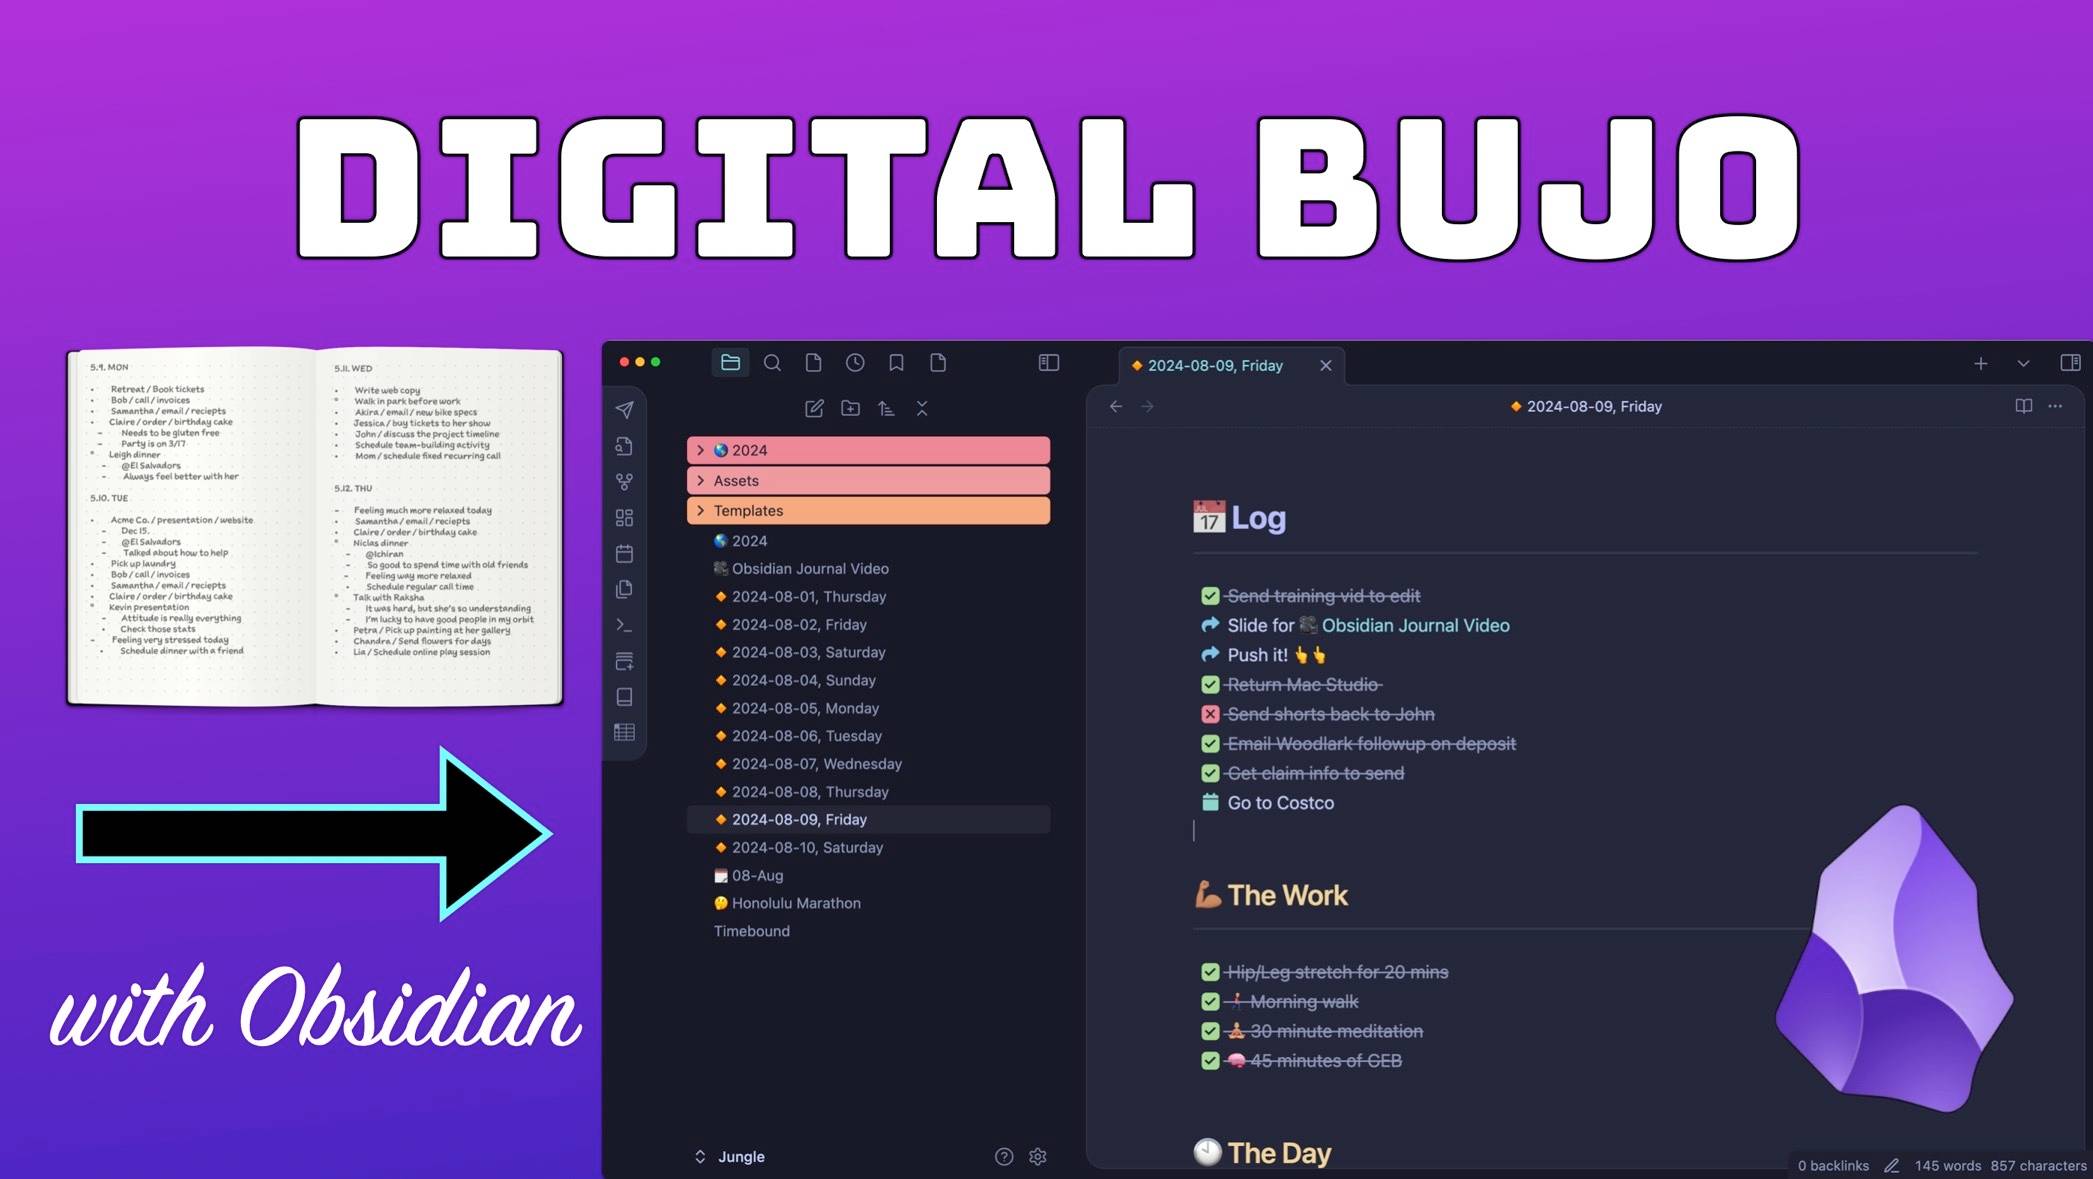 DIGITAL BUJO
5.9. MON
• Retreat / Book tickets
• Bob / call / invoices
• Samantha / email / reciepts
• Claire / order / birthday cake
– Needs to be gluten free
– Party is on 3/17
° Leigh dinner
– @El Salvadors
– Always feel better with her
5.10. TUE
• Acme Co. / presentation / website
– Dec 15.
– @El Salvadors
– Talked about how to help
• Pick up laundry
• Bob / call / invoices
• Samantha / email / reciepts
• Claire / order / birthday cake
° Kevin presentation
– Attitude is really everything
• Check those stats
– Feeling very stressed today
• Schedule dinner with a friend
5.11. WED
• Write web copy
° Walk in park before work
• Akira / email / new bike specs
• Jessica / buy tickets to her show
• John / discuss the project timeline
• Schedule team-building activity
• Mom / schedule fixed recurring call
5.12. THU
– Feeling much more relaxed today
• Samantha / email / reciepts
• Claire / order / birthday cake
° Niclas dinner
– @Ichiran
– So good to spend time with old friends
– Feeling way more relaxed
• Schedule regular call time
° Talk with Raksha
– It was hard, but she's so understanding
– I'm lucky to have good people in my orbit
• Petra / Pick up painting at her gallery
• Chandra / Send flowers for days
• Lia / Schedule online play session
with Obsidian
2024
Assets
Templates
2024
Obsidian Journal Video
2024-08-01, Thursday
2024-08-02, Friday
2024-08-03, Saturday
2024-08-04, Sunday
2024-08-05, Monday
2024-08-06, Tuesday
2024-08-07, Wednesday
2024-08-08, Thursday
2024-08-09, Friday
2024-08-10, Saturday
08-Aug
Honolulu Marathon
Timebound
Jungle
2024-08-09, Friday
2024-08-09, Friday
17 Log
Send training vid to edit
Slide for Obsidian Journal Video
Push it!
Return Mac Studio
Send shorts back to John
Email Woodlark followup on deposit
Get claim info to send
Go to Costco
The Work
Hip/Leg stretch for 20 mins
Morning walk
30 minute meditation
45 minutes of GEB
The Day
0 backlinks 145 words 857 characters